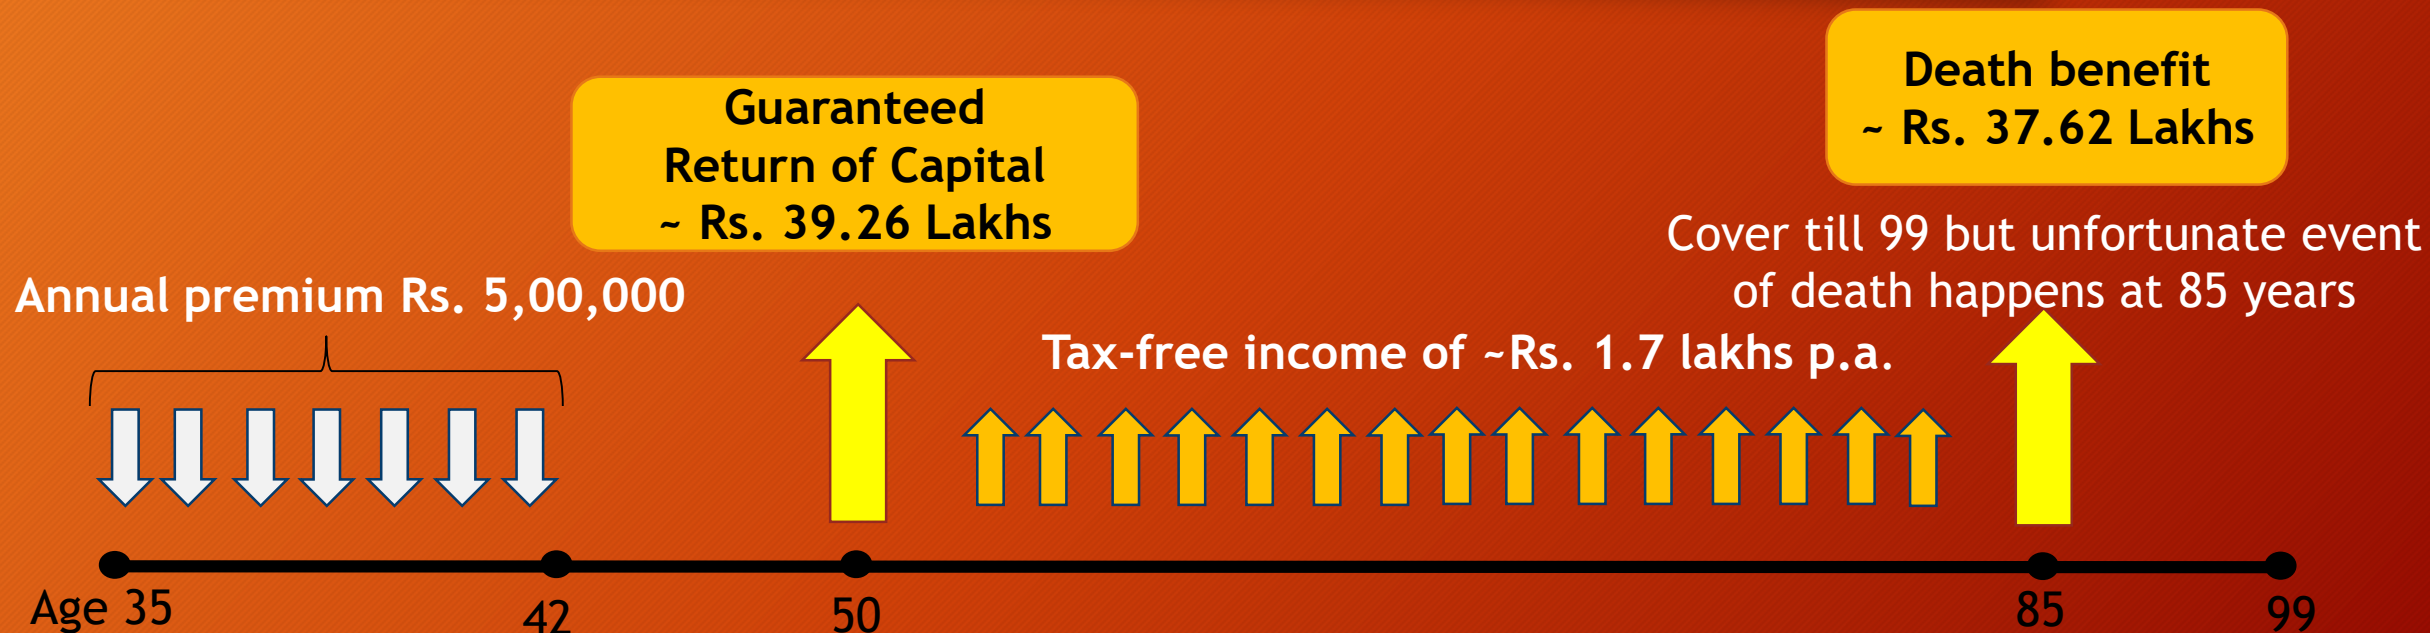 Guaranteed
Return of Capital
~ Rs. 39.26 Lakhs
Death benefit
~ Rs. 37.62 Lakhs
Cover till 99 but unfortunate event
of death happens at 85 years
Annual premium Rs. 5,00,000
Tax-free income of ~Rs. 1.7 lakhs p.a.
Age 35
42
50
85
99